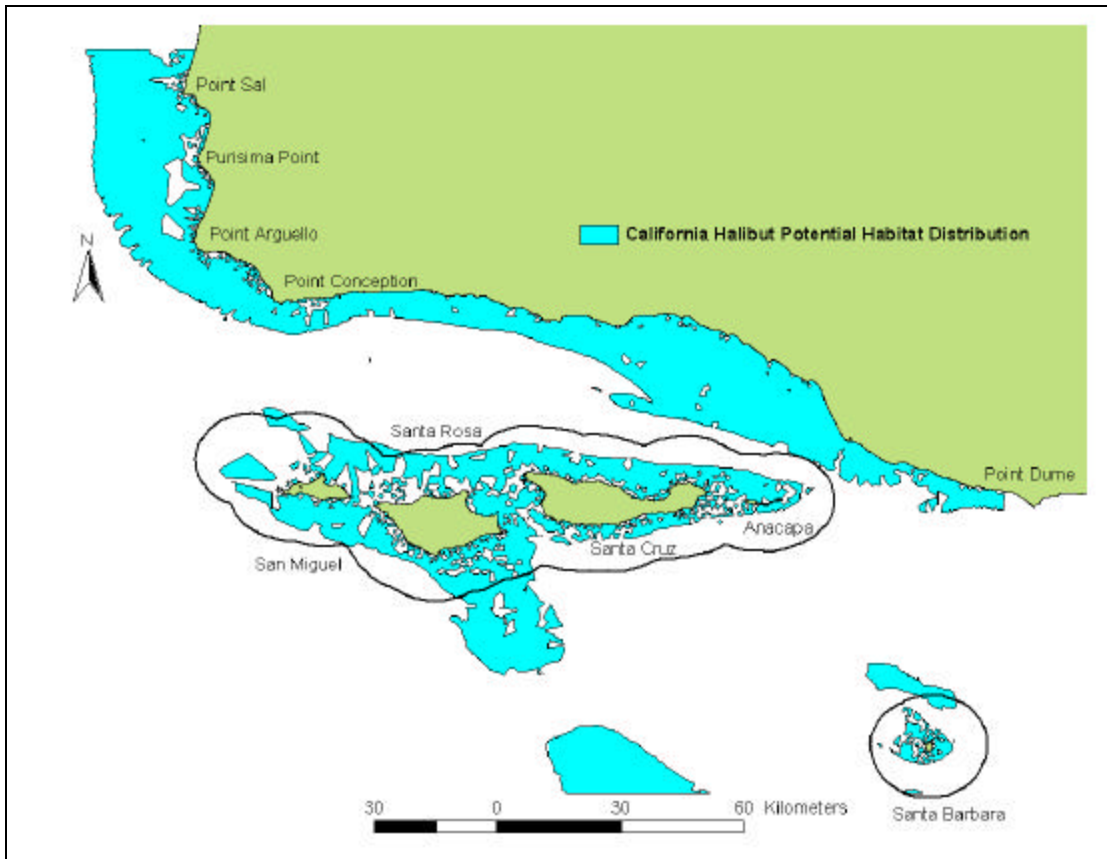 Point Sal
Purisima Point
Point Arguello
N
California Halibut Potential Habitat Distribution
Point Conception
Santa Rosa
Point Dume
Anacapa
Santa Cruz
San Miguel
30 0 30 60 Kilometers
Santa Barbara